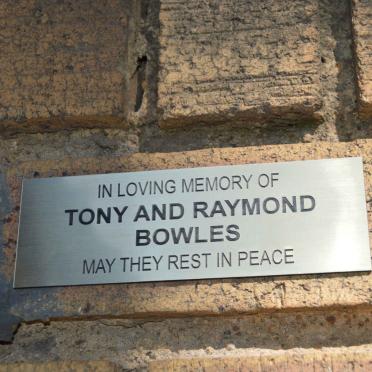 IN LOVING MEMORY OF
TONY AND RAYMOND
BOWLES
MAY THEY REST IN PEACE